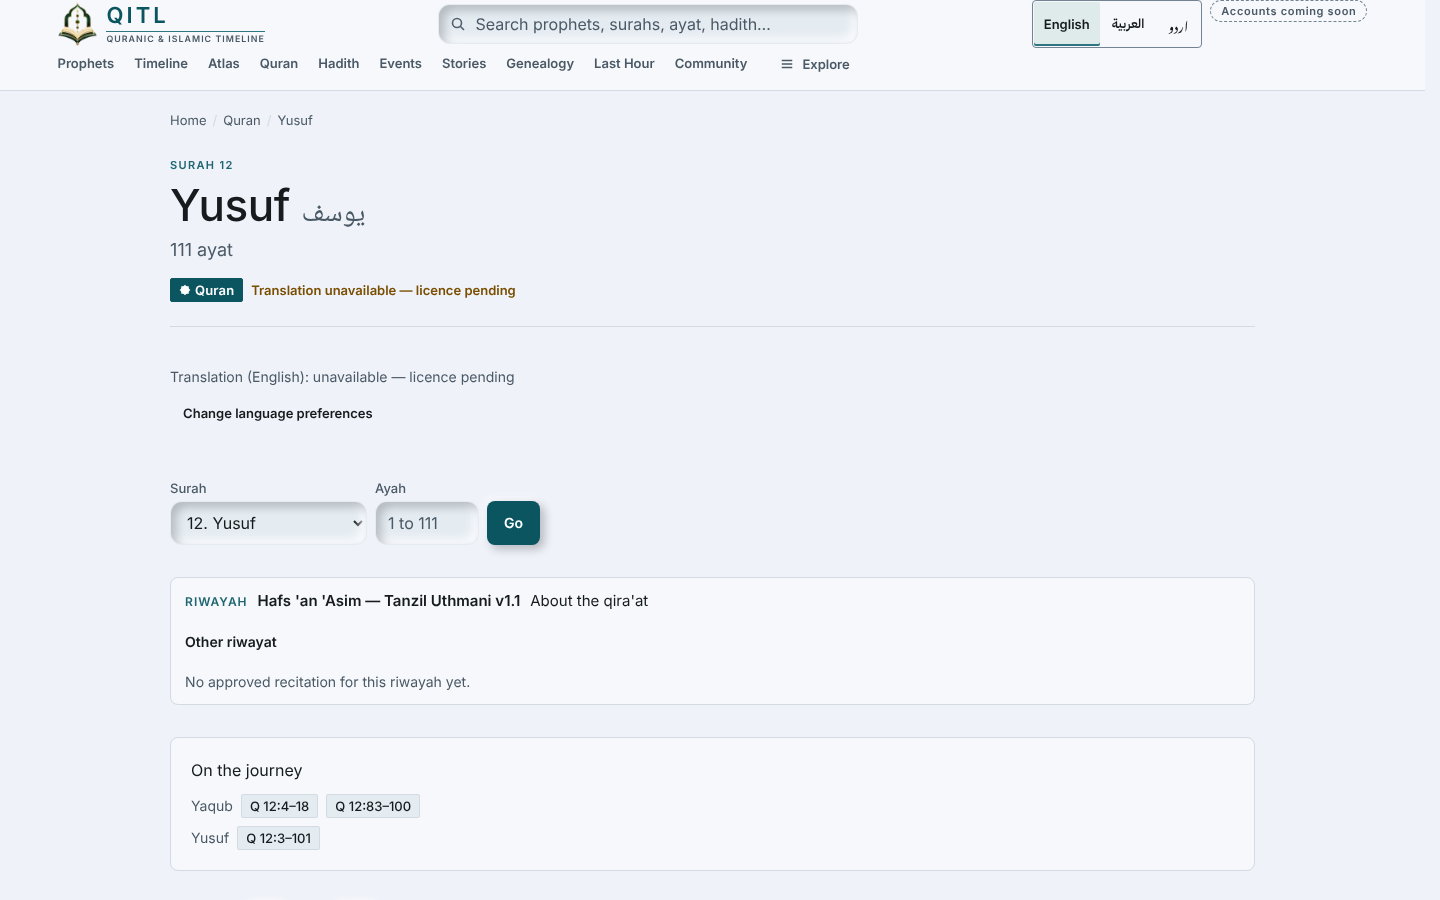 QITL
QURANIC & ISLAMIC TIMELINE
Search prophets, surahs, ayat, hadith...
English العربية اردو
Accounts coming soon
Prophets Timeline Atlas Quran Hadith Events Stories Genealogy Last Hour Community Explore
Home / Quran / Yusuf
SURAH 12
Yusuf يوسف
111 ayat
Quran Translation unavailable — licence pending
Translation (English): unavailable — licence pending
Change language preferences
Surah Ayah
12. Yusuf 1 to 111 Go
RIWAYAH Hafs 'an 'Asim — Tanzil Uthmani v1.1 About the qira'at
Other riwayat
No approved recitation for this riwayah yet.
On the journey
Yaqub Q 12:4–18 Q 12:83–100
Yusuf Q 12:3–101